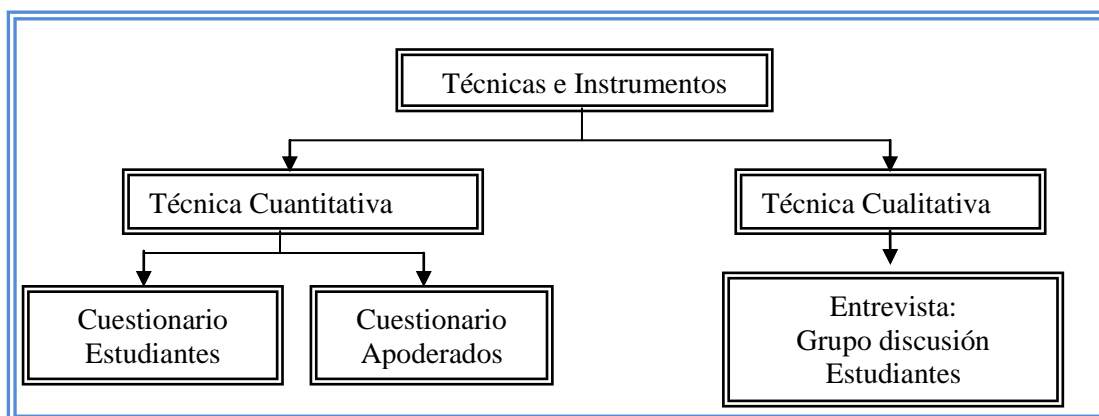 Técnicas e Instrumentos
Técnica Cuantitativa
Técnica Cualitativa
Cuestionario
Estudiantes
Cuestionario
Apoderados
Entrevista:
Grupo discusión
Estudiantes